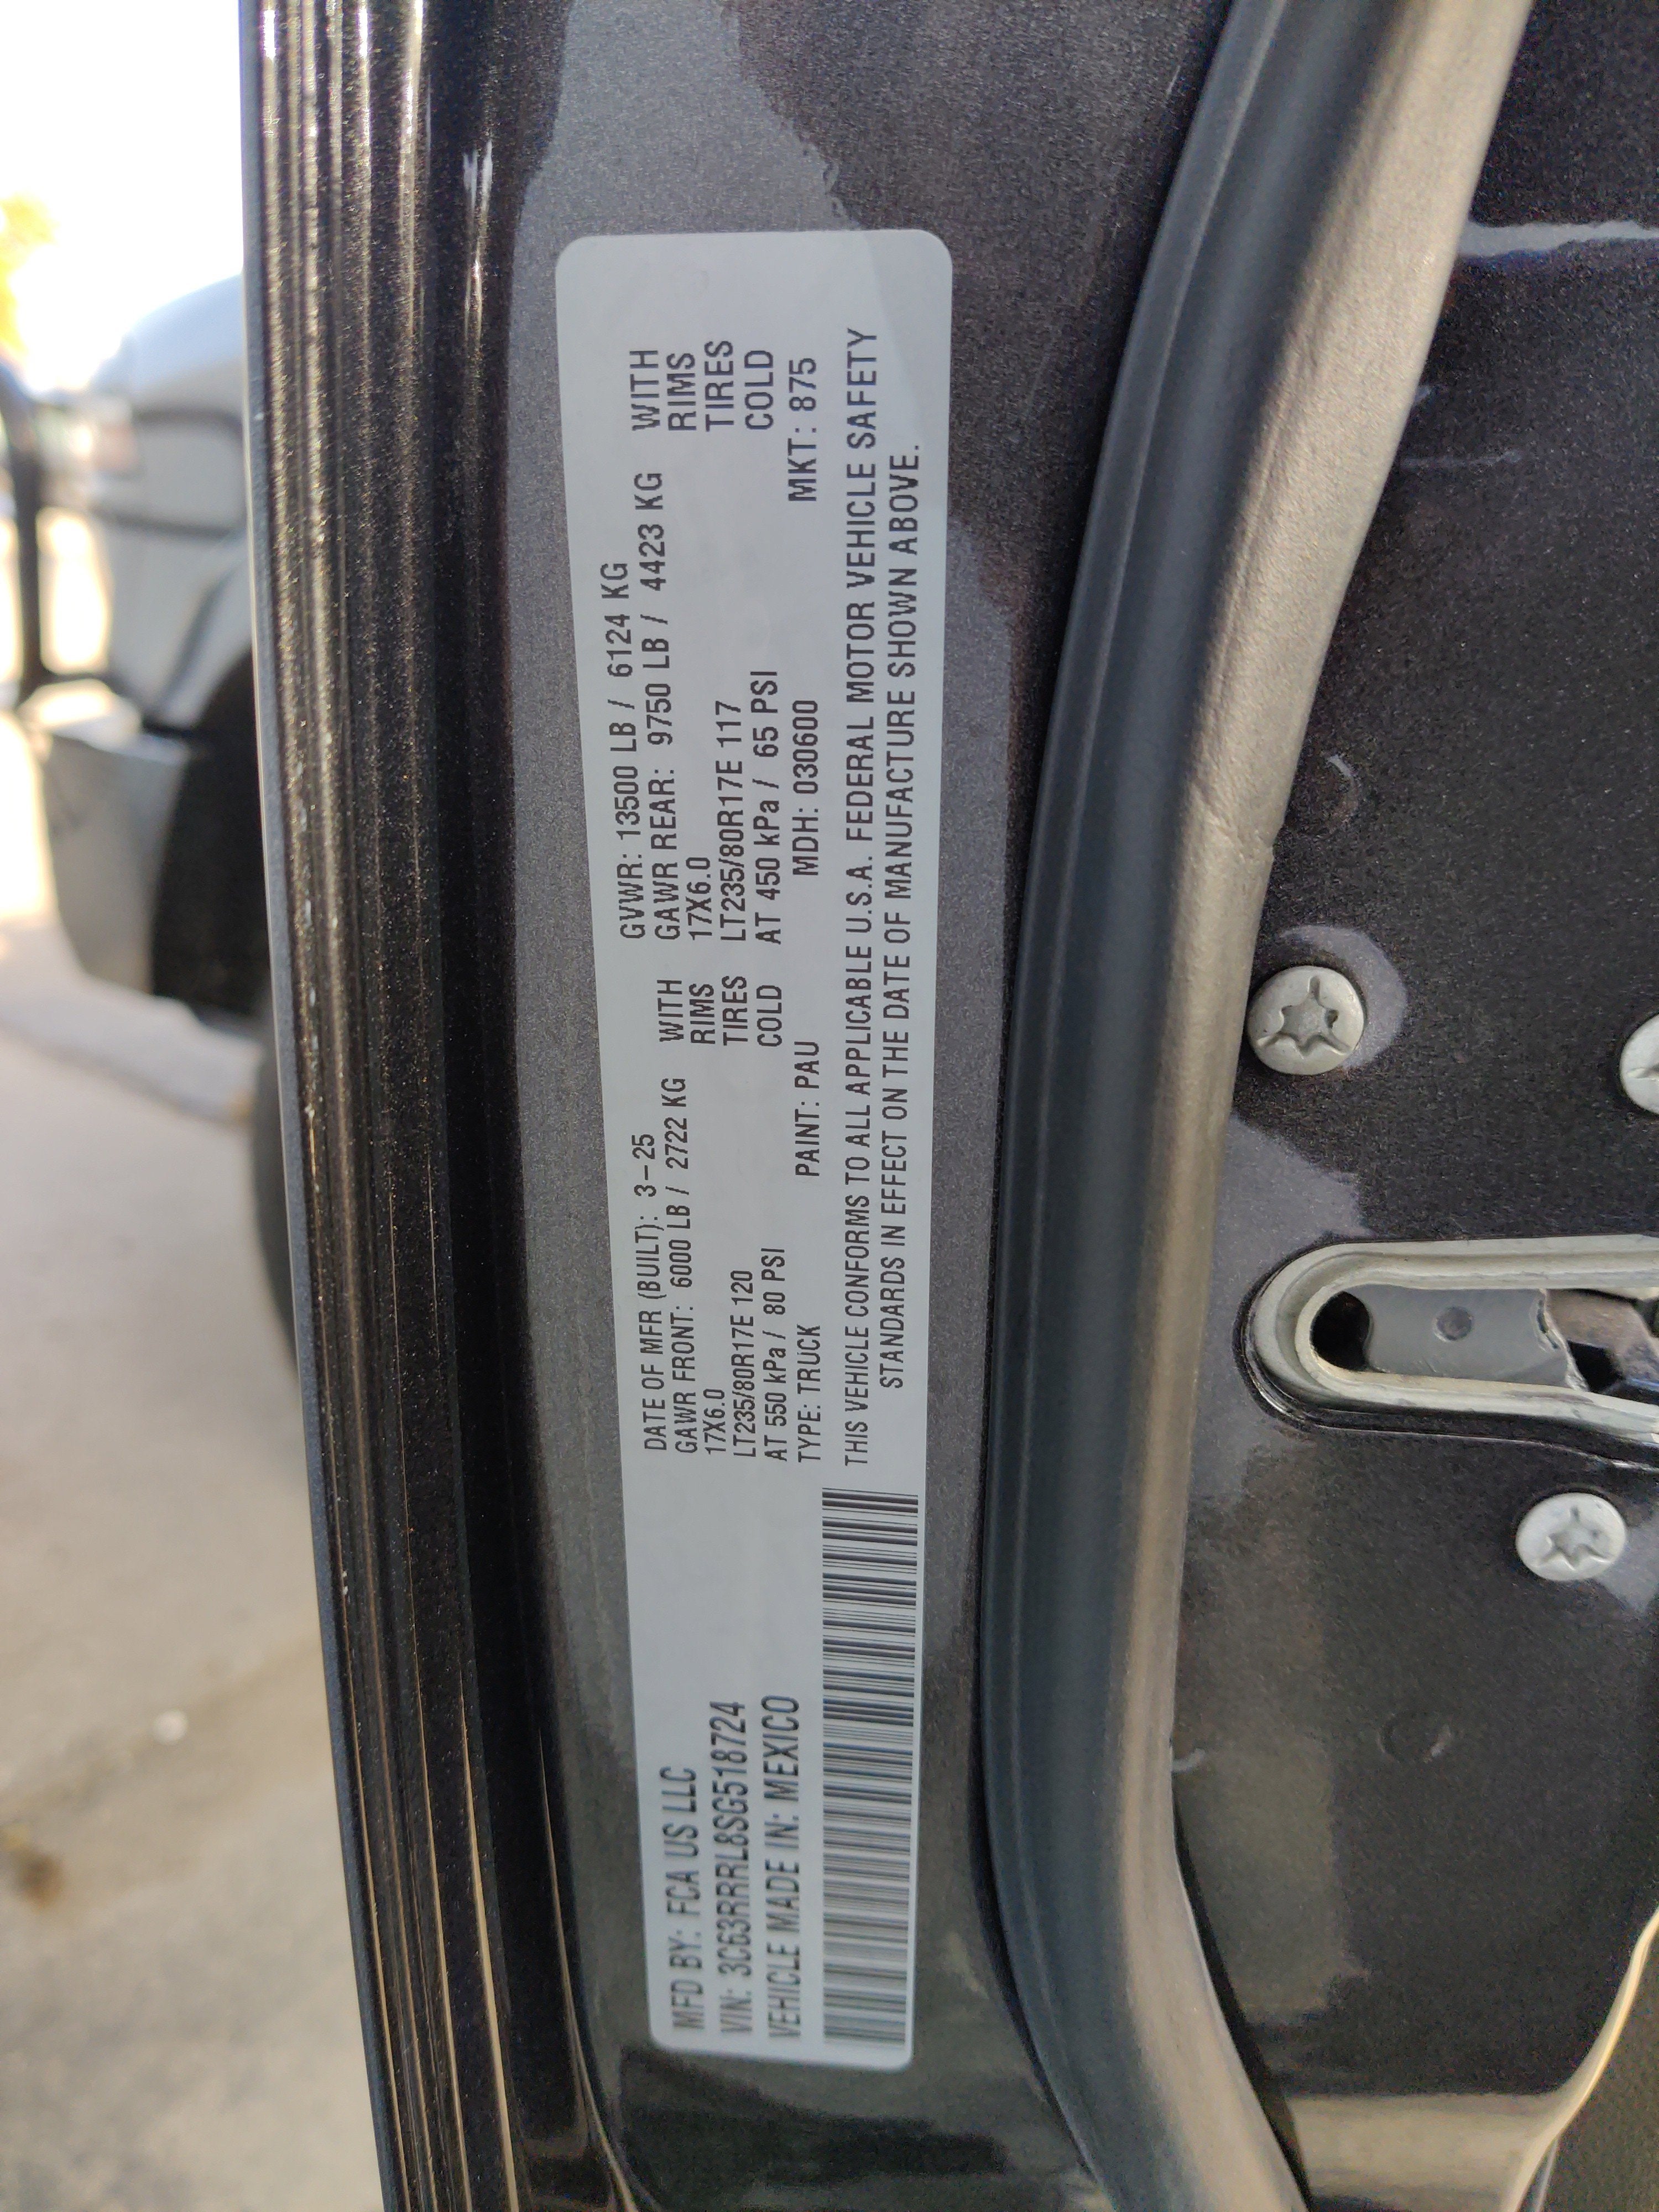 MFD BY: FCA US LLC
VIN: 3C63RRRL8SG518724
VEHICLE MADE IN: MEXICO
DATE OF MFR (BUILT): 3-25 GVWR: 13500 LB / 6124 KG
GAWR FRONT: 6000 LB / 2722 KG WITH GAWR REAR: 9750 LB / 4423 KG WITH
17X6.0 RIMS 17X6.0 RIMS
LT235/80R17E 120 TIRES LT235/80R17E 117 TIRES
AT 550 kPa / 80 PSI COLD AT 450 kPa / 65 PSI COLD
TYPE: TRUCK PAINT: PAU MDH: 030600 MKT: 875
THIS VEHICLE CONFORMS TO ALL APPLICABLE U.S.A. FEDERAL MOTOR VEHICLE SAFETY
STANDARDS IN EFFECT ON THE DATE OF MANUFACTURE SHOWN ABOVE.